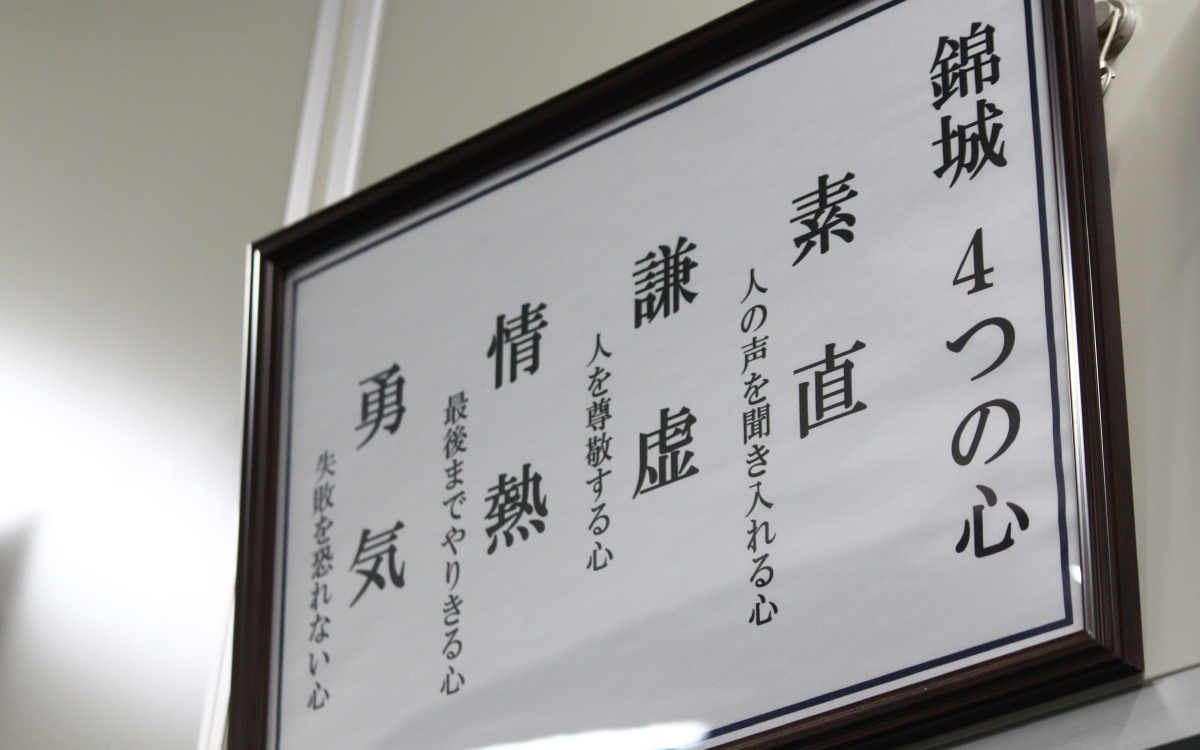 錦城 4つの心
素直
人の声を聞き入れる心
謙虚
人を尊敬する心
情熱
最後までやりきる心
勇気
失敗を恐れない心